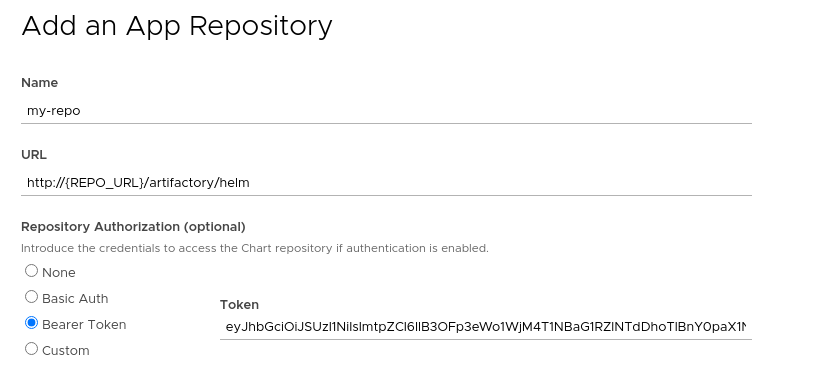 Add an App Repository
Name
my-repo
URL
http://{REPO_URL}/artifactory/helm
Repository Authorization (optional)
Introduce the credentials to access the Chart repository if authentication is enabled.
None
Basic Auth
Bearer Token
Custom
Token